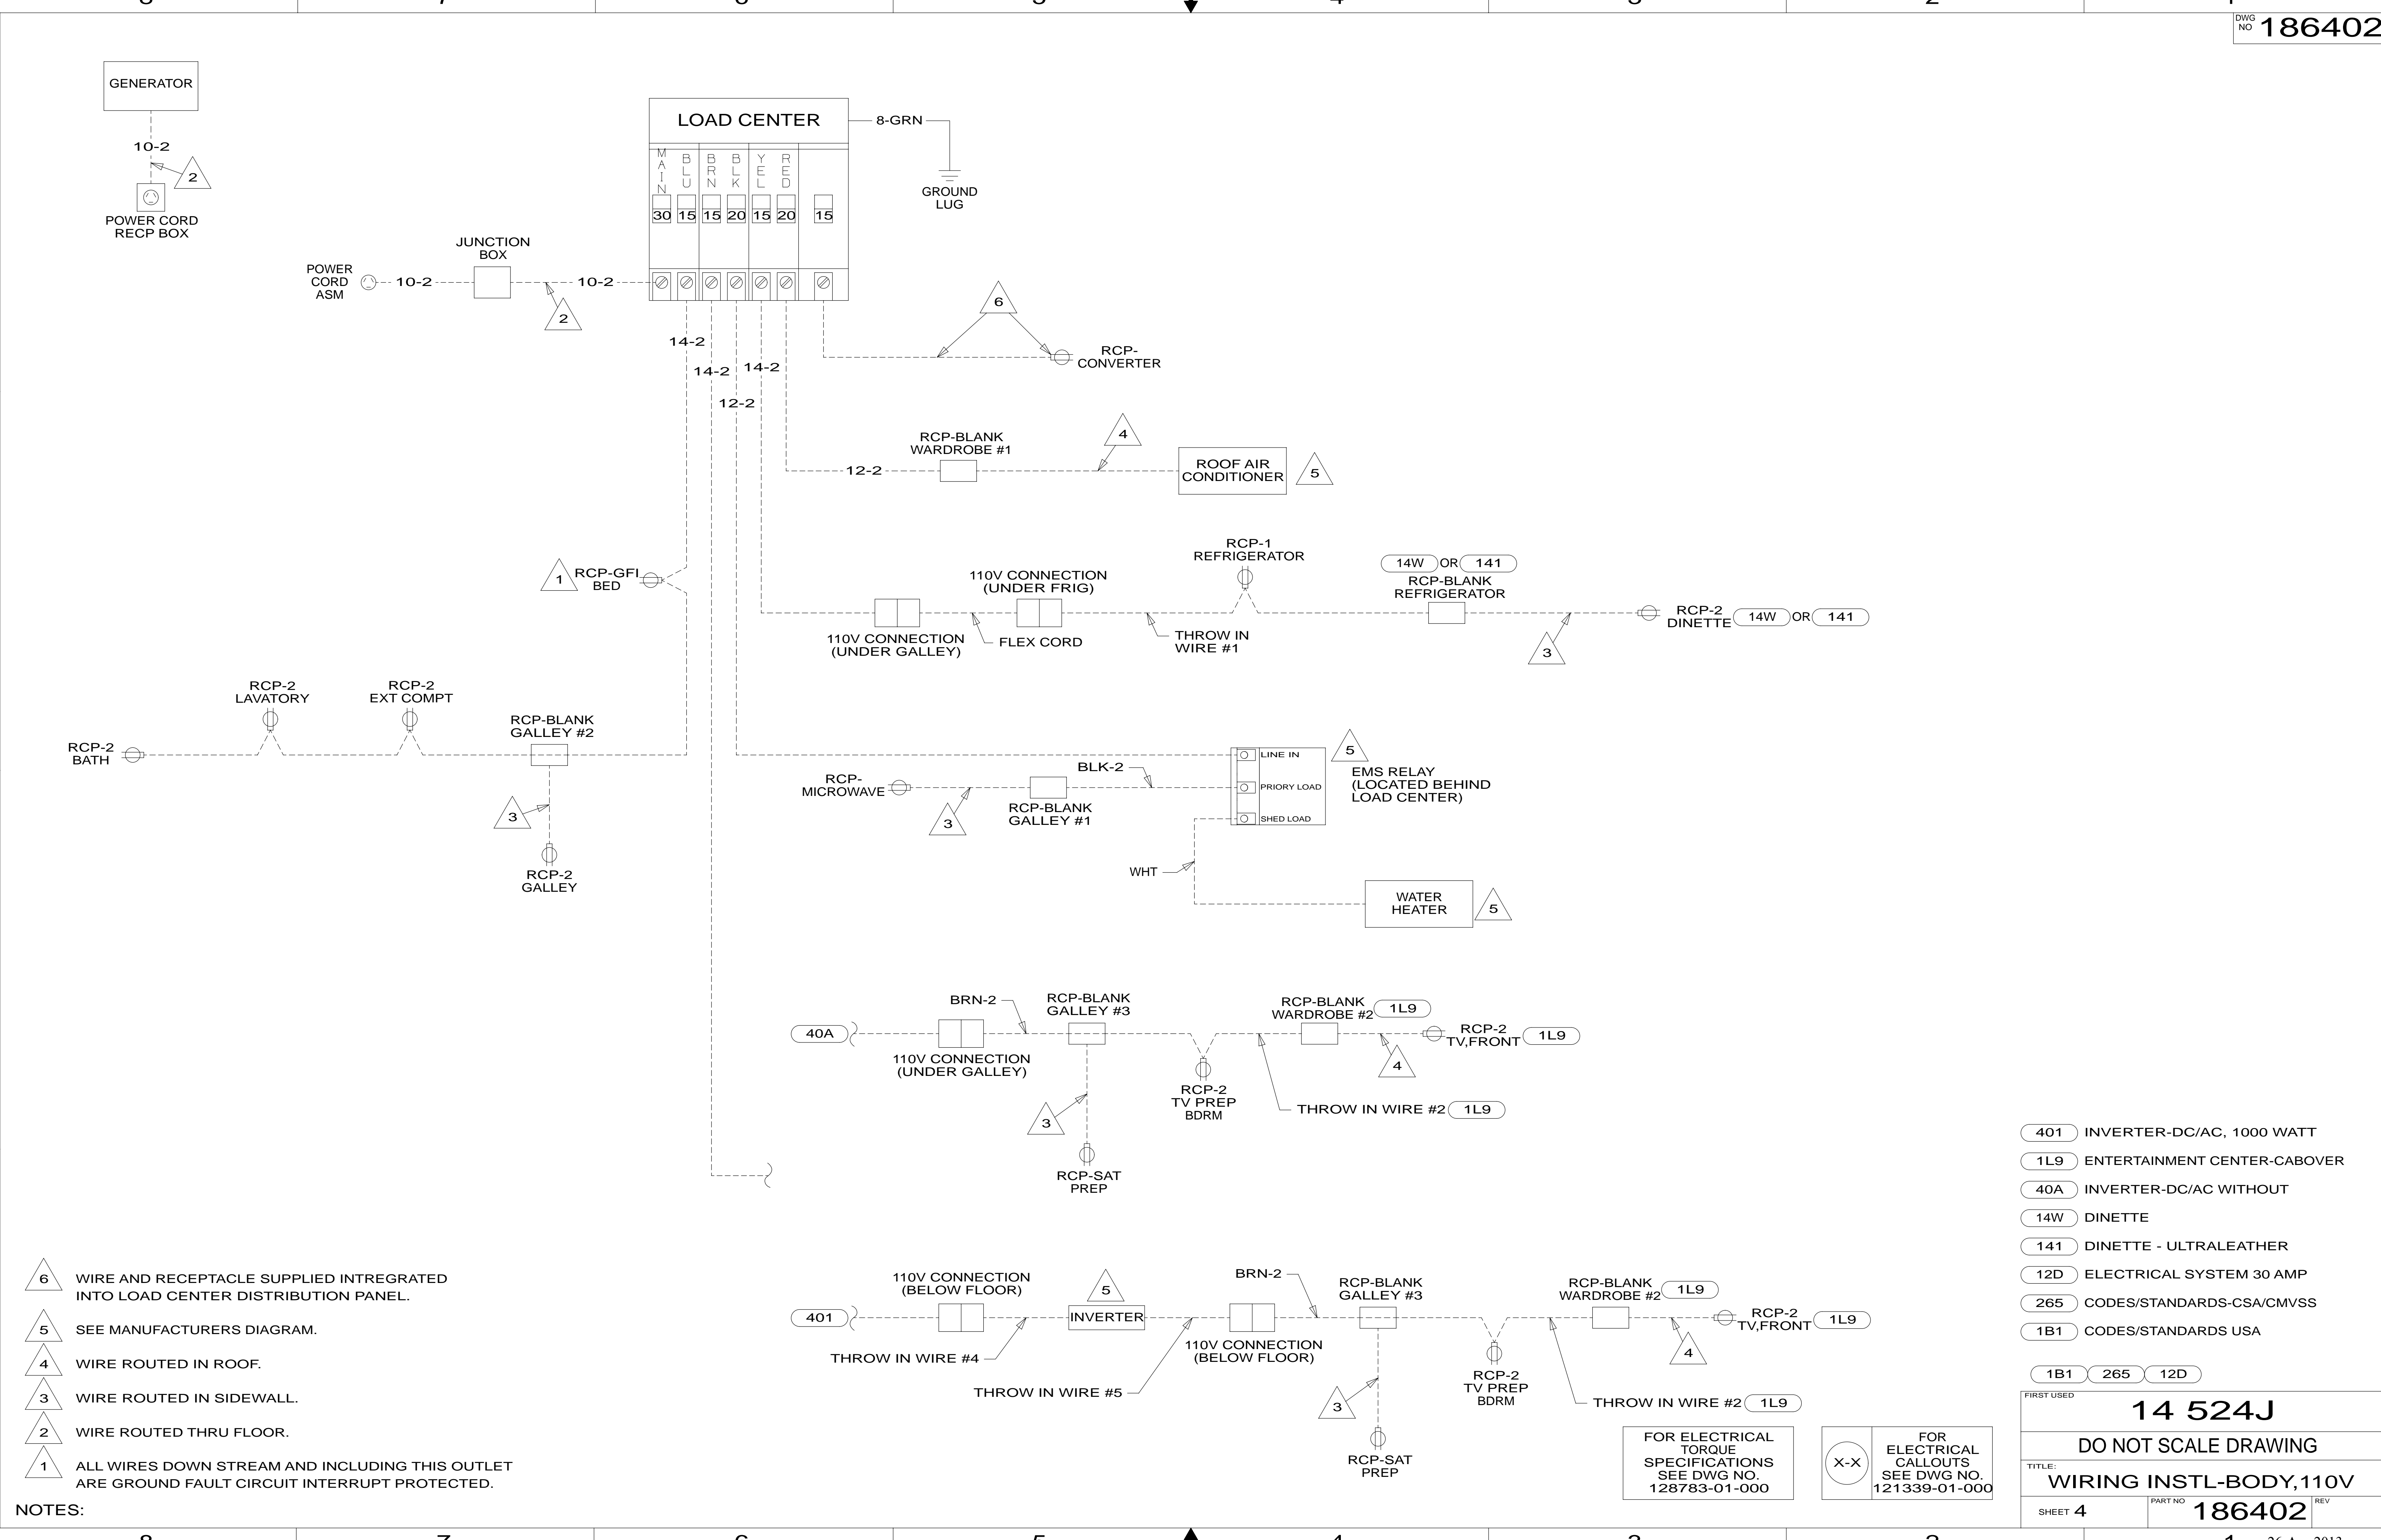 DWG
NO 186402
GENERATOR
10-2
2
POWER CORD
RECP BOX
LOAD CENTER
8-GRN
GROUND
LUG
MAIN BLU BRN BLK YEL RED
30 15 15 20 15 20 15
JUNCTION
BOX
POWER
CORD
ASM
10-2
10-2
2
14-2
14-2
14-2
12-2
6
RCP-
CONVERTER
RCP-BLANK
WARDROBE #1
12-2
4
ROOF AIR
CONDITIONER
5
1
RCP-GFI
BED
110V CONNECTION
(UNDER GALLEY)
FLEX CORD
110V CONNECTION
(UNDER FRIG)
THROW IN
WIRE #1
RCP-1
REFRIGERATOR
14W OR 141
RCP-BLANK
REFRIGERATOR
3
RCP-2
DINETTE 14W OR 141
RCP-2
BATH
RCP-2
LAVATORY
RCP-2
EXT COMPT
RCP-BLANK
GALLEY #2
3
RCP-2
GALLEY
RCP-
MICROWAVE
3
RCP-BLANK
GALLEY #1
BLK-2
LINE IN
PRIORY LOAD
SHED LOAD
5
EMS RELAY
(LOCATED BEHIND
LOAD CENTER)
WHT
WATER
HEATER
5
40A
110V CONNECTION
(UNDER GALLEY)
BRN-2
RCP-BLANK
GALLEY #3
3
RCP-SAT
PREP
RCP-2
TV PREP
BDRM
THROW IN WIRE #2 1L9
RCP-BLANK
WARDROBE #2 1L9
4
RCP-2
TV,FRONT 1L9
401
110V CONNECTION
(BELOW FLOOR)
THROW IN WIRE #4
5
INVERTER
THROW IN WIRE #5
110V CONNECTION
(BELOW FLOOR)
BRN-2
RCP-BLANK
GALLEY #3
3
RCP-SAT
PREP
RCP-2
TV PREP
BDRM
THROW IN WIRE #2 1L9
RCP-BLANK
WARDROBE #2 1L9
4
RCP-2
TV,FRONT 1L9
6 WIRE AND RECEPTACLE SUPPLIED INTREGRATED
INTO LOAD CENTER DISTRIBUTION PANEL.
5 SEE MANUFACTURERS DIAGRAM.
4 WIRE ROUTED IN ROOF.
3 WIRE ROUTED IN SIDEWALL.
2 WIRE ROUTED THRU FLOOR.
1 ALL WIRES DOWN STREAM AND INCLUDING THIS OUTLET
ARE GROUND FAULT CIRCUIT INTERRUPT PROTECTED.
NOTES:
401 INVERTER-DC/AC, 1000 WATT
1L9 ENTERTAINMENT CENTER-CABOVER
40A INVERTER-DC/AC WITHOUT
14W DINETTE
141 DINETTE - ULTRALEATHER
12D ELECTRICAL SYSTEM 30 AMP
265 CODES/STANDARDS-CSA/CMVSS
1B1 CODES/STANDARDS USA
1B1 265 12D
FOR ELECTRICAL
TORQUE
SPECIFICATIONS
SEE DWG NO.
128783-01-000
X-X
FOR
ELECTRICAL
CALLOUTS
SEE DWG NO.
121339-01-000
FIRST USED
14 524J
DO NOT SCALE DRAWING
TITLE:
WIRING INSTL-BODY,110V
SHEET 4
PART NO 186402
REV